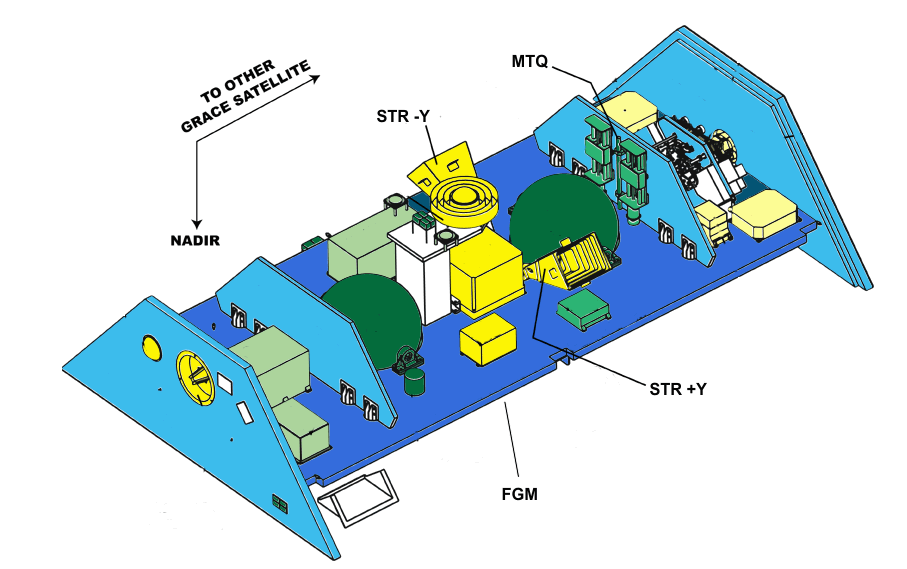 MTQ
TO OTHER
GRACE SATELLITE
STR -Y
NADIR
STR +Y
FGM